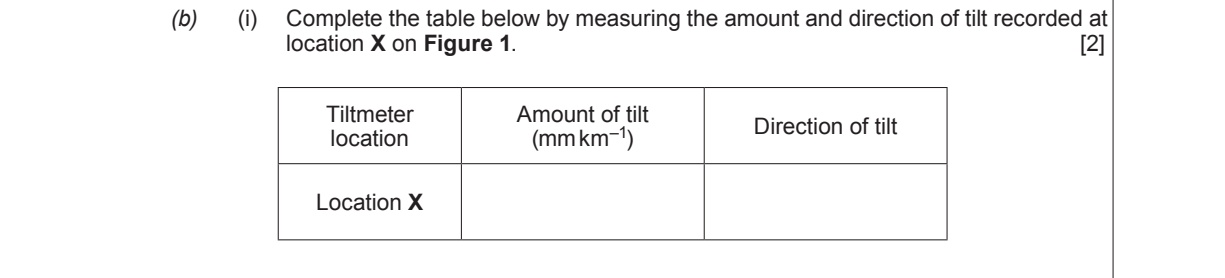 (b) (i) Complete the table below by measuring the amount and direction of tilt recorded at
location X on Figure 1. [2]
Tiltmeter
location
Amount of tilt
(mm km⁻¹)
Direction of tilt
Location X